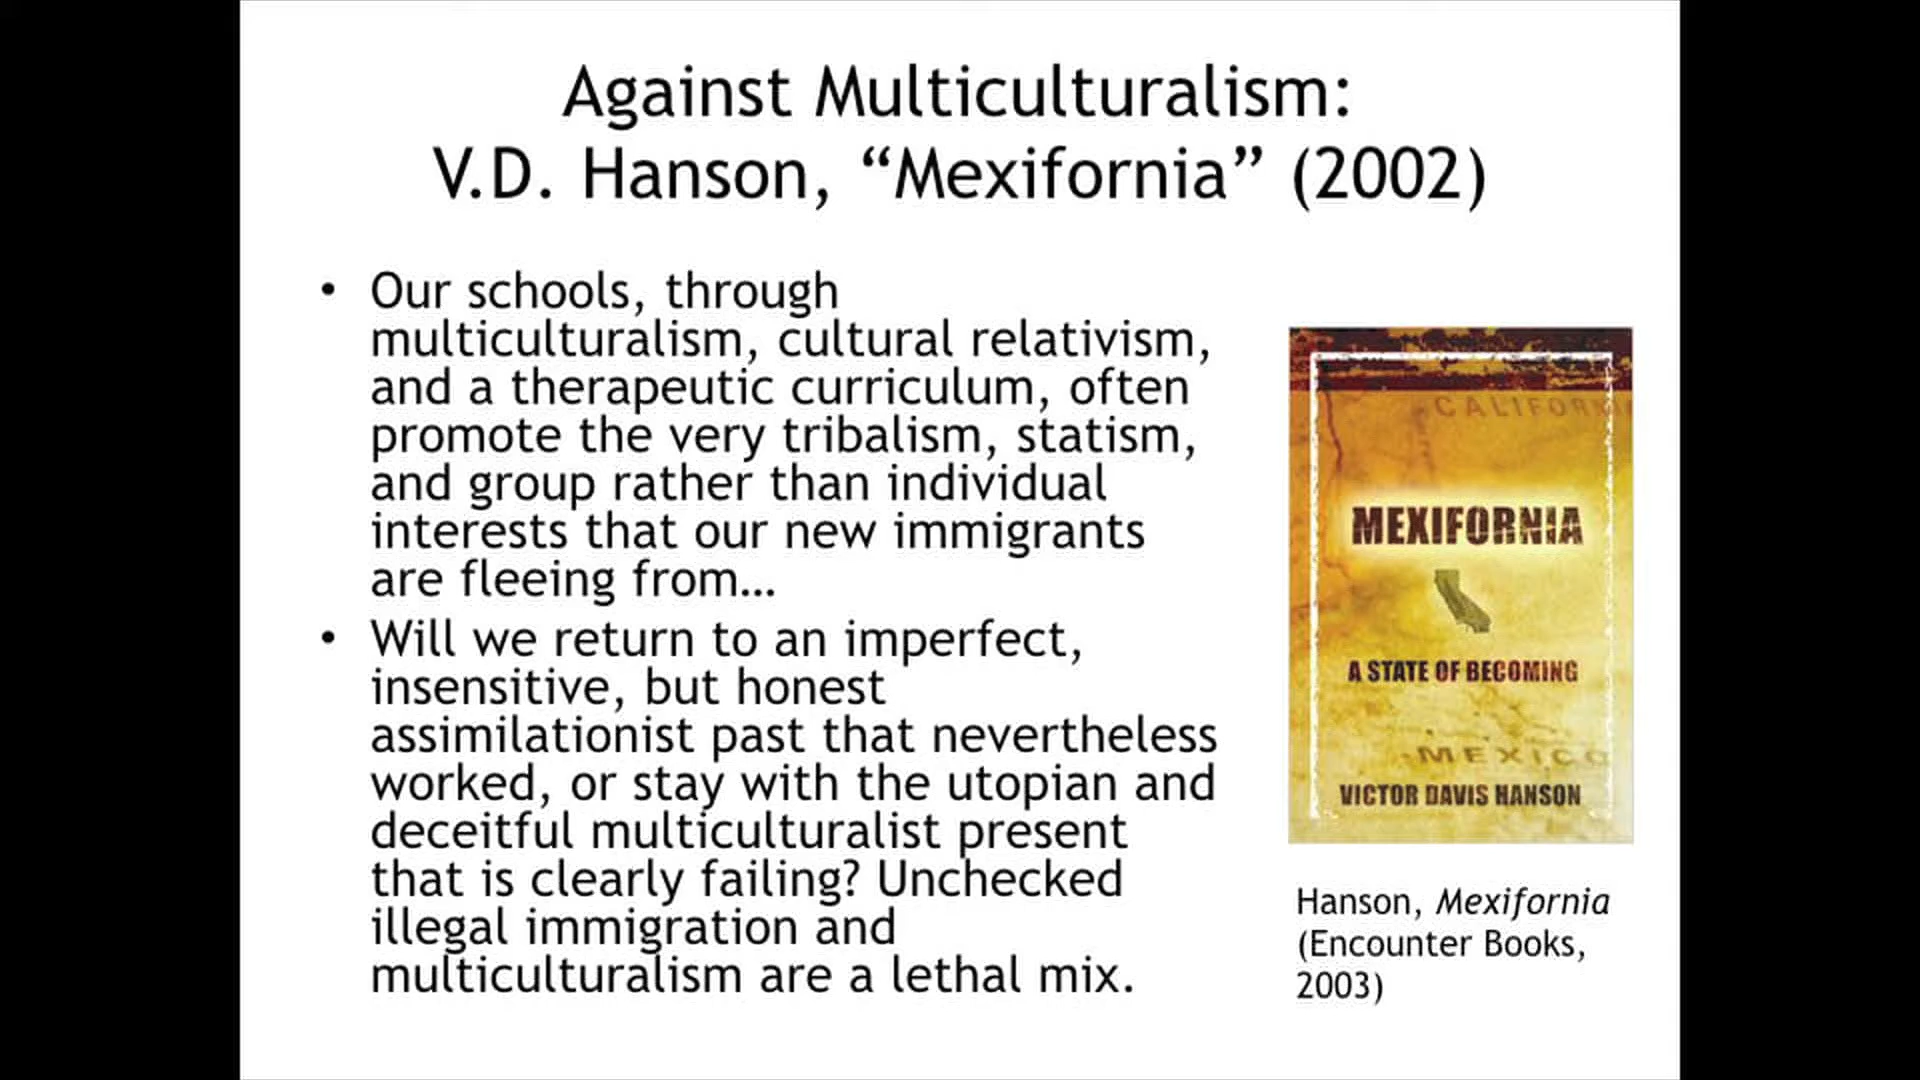 Against Multiculturalism:
V.D. Hanson, “Mexifornia” (2002)
• Our schools, through
multiculturalism, cultural relativism,
and a therapeutic curriculum, often
promote the very tribalism, statism,
and group rather than individual
interests that our new immigrants
are fleeing from…
• Will we return to an imperfect,
insensitive, but honest
assimilationist past that nevertheless
worked, or stay with the utopian and
deceitful multiculturalist present
that is clearly failing? Unchecked
illegal immigration and
multiculturalism are a lethal mix.
CALIFORNIA
MEXIFORNIA
A STATE OF BECOMING
MEXICO
VICTOR DAVIS HANSON
Hanson, Mexifornia
(Encounter Books,
2003)